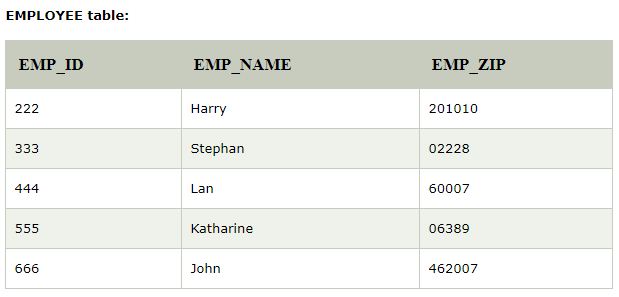 EMPLOYEE table:
EMP_ID EMP_NAME EMP_ZIP
222 Harry 201010
333 Stephan 02228
444 Lan 60007
555 Katharine 06389
666 John 462007